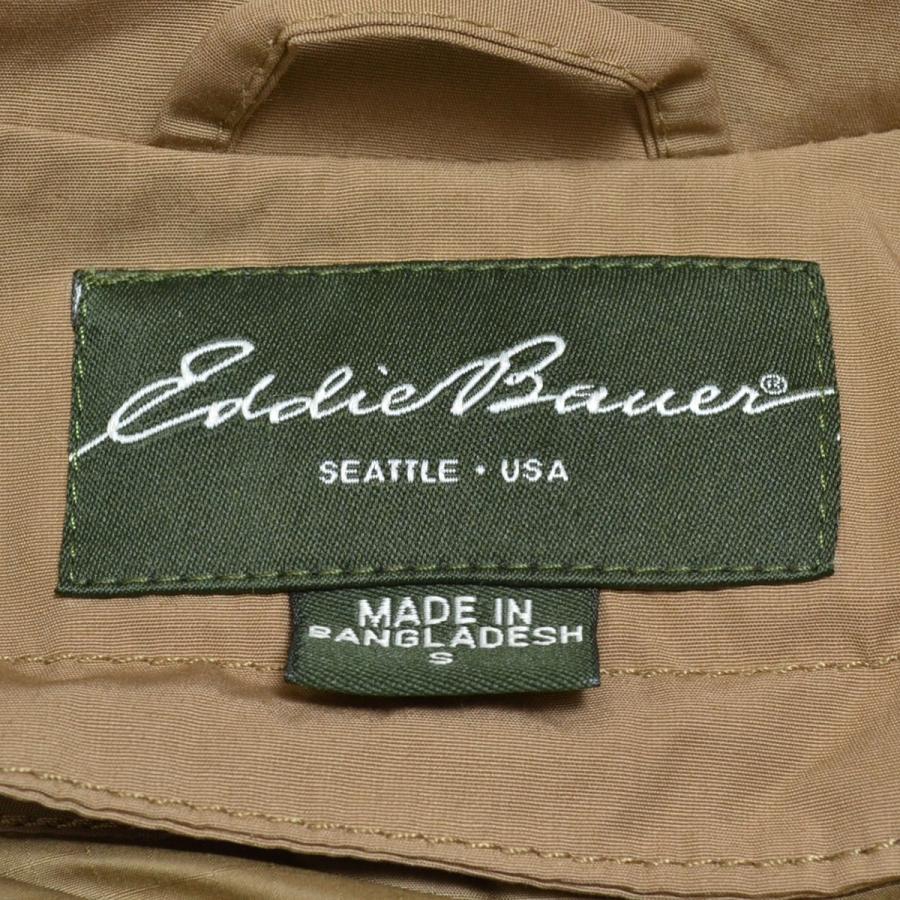 Eddie Bauer®
SEATTLE • USA
MADE IN
BANGLADESH
S